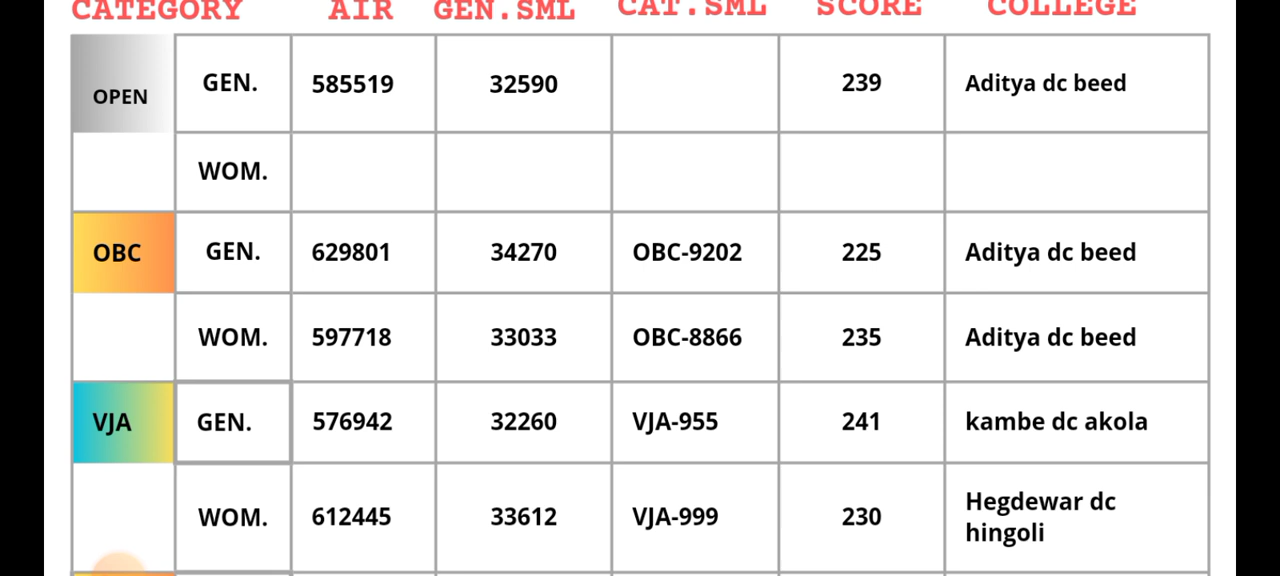 CATEGORY AIR GEN.SML CAT.SML SCORE COLLEGE
OPEN GEN. 585519 32590 239 Aditya dc beed
WOM.
OBC GEN. 629801 34270 OBC-9202 225 Aditya dc beed
WOM. 597718 33033 OBC-8866 235 Aditya dc beed
VJA GEN. 576942 32260 VJA-955 241 kambe dc akola
WOM. 612445 33612 VJA-999 230 Hegdewar dc
hingoli